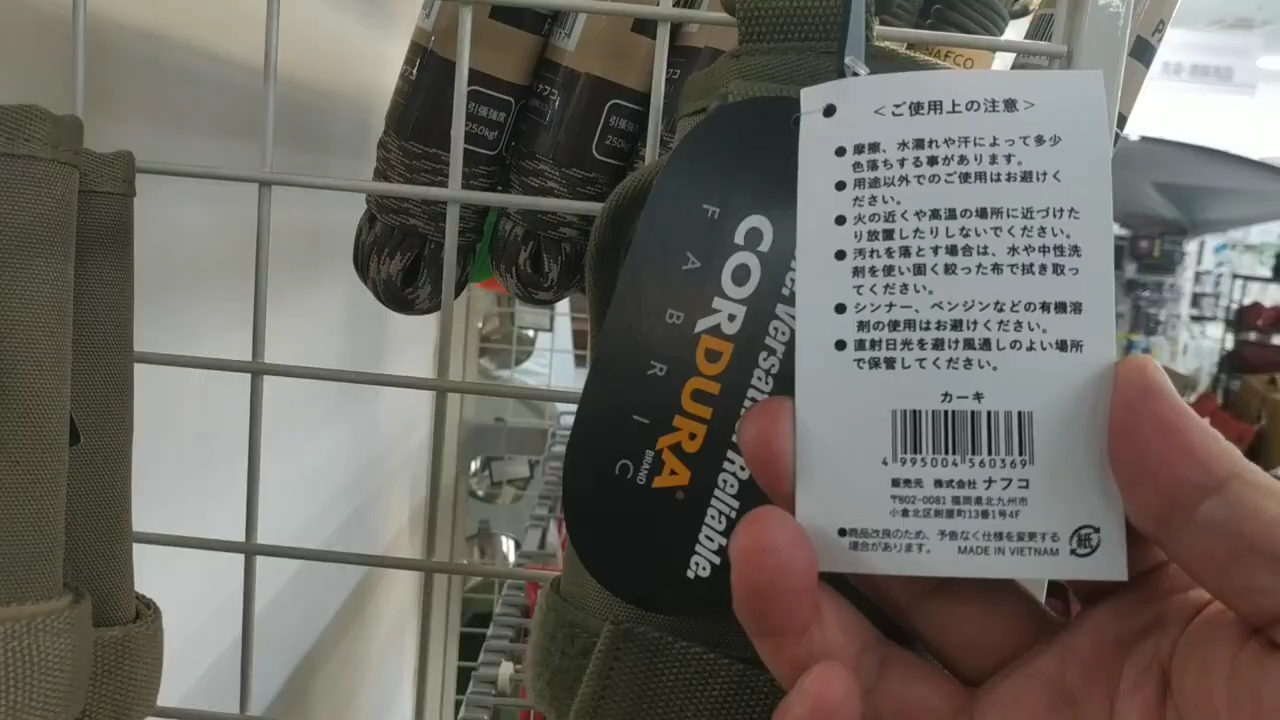 引張強度
250kgf
引張強
250k
NAFCO
CORDURA
BRAND
FABRIC
Reliable.
<ご使用上の注意>
● 摩擦、水濡れや汗によって多少
色落ちする事があります。
● 用途以外でのご使用はお避けく
ださい。
● 火の近くや高温の場所に近づけた
り放置したりしないでください。
● 汚れを落とす場合は、水や中性洗
剤を使い固く絞った布で拭き取っ
てください。
● シンナー、ベンジンなどの有機溶
剤の使用はお避けください。
● 直射日光を避け風通しのよい場所
で保管してください。
カーキ
4 995004 560369
販売元 株式会社 ナフコ
〒802-0081 福岡県北九州市
小倉北区紺屋町13番1号4F
●商品改良のため、予告なく仕様を変更する
場合があります。 MADE IN VIETNAM
紙